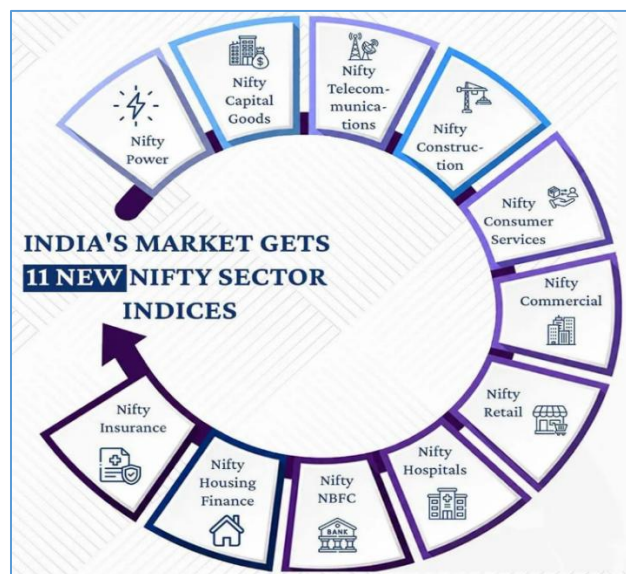 Nifty
Power
Nifty
Capital
Goods
Nifty
Telecom-
munica-
tions
Nifty
Construc-
tion
Nifty
Consumer
Services
Nifty
Commercial
Nifty
Retail
Nifty
Hospitals
Nifty
NBFC
BANK
Nifty
Housing
Finance
Nifty
Insurance
INDIA'S MARKET GETS
11 NEW NIFTY SECTOR
INDICES